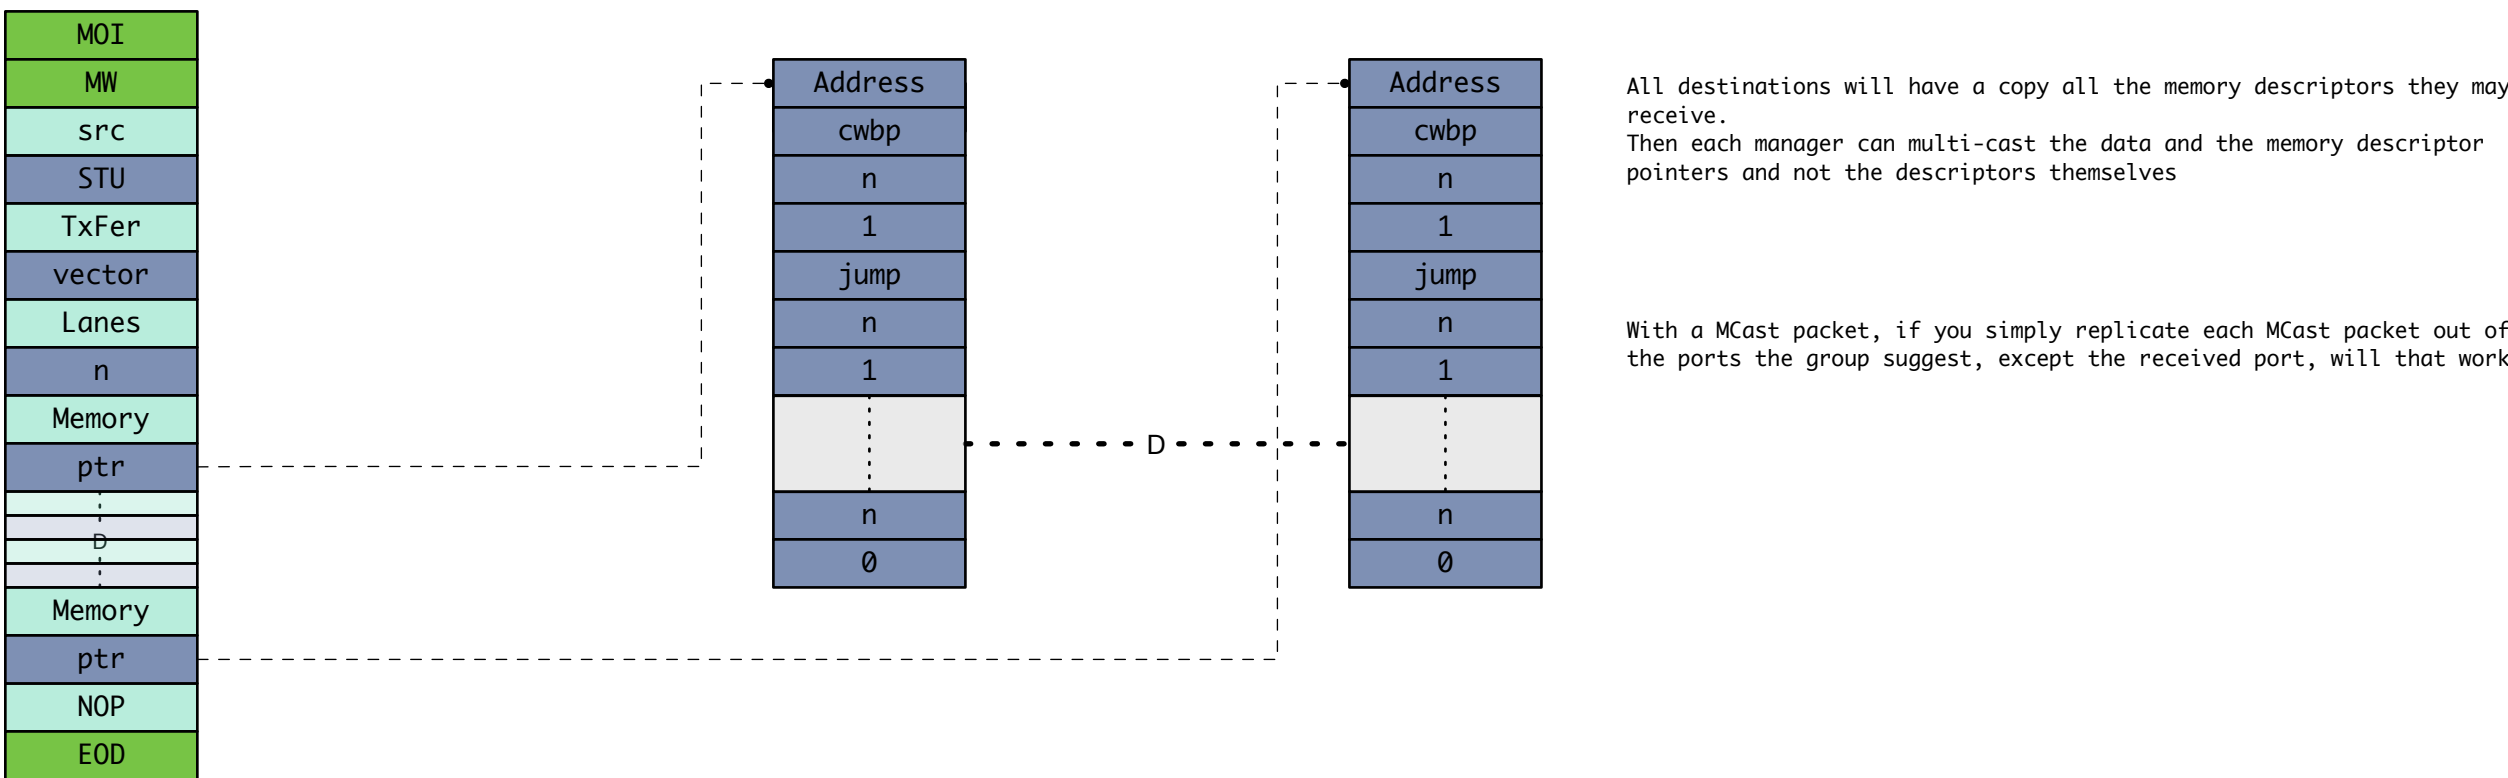 MOI
MW
src
STU
TxFer
vector
Lanes
n
Memory
ptr
D
Memory
ptr
NOP
EOD
Address
cwbp
n
1
jump
n
1
n
0
D
Address
cwbp
n
1
jump
n
1
n
0
All destinations will have a copy all the memory descriptors they may
receive.
Then each manager can multi-cast the data and the memory descriptor
pointers and not the descriptors themselves
With a MCast packet, if you simply replicate each MCast packet out of
the ports the group suggest, except the received port, will that work